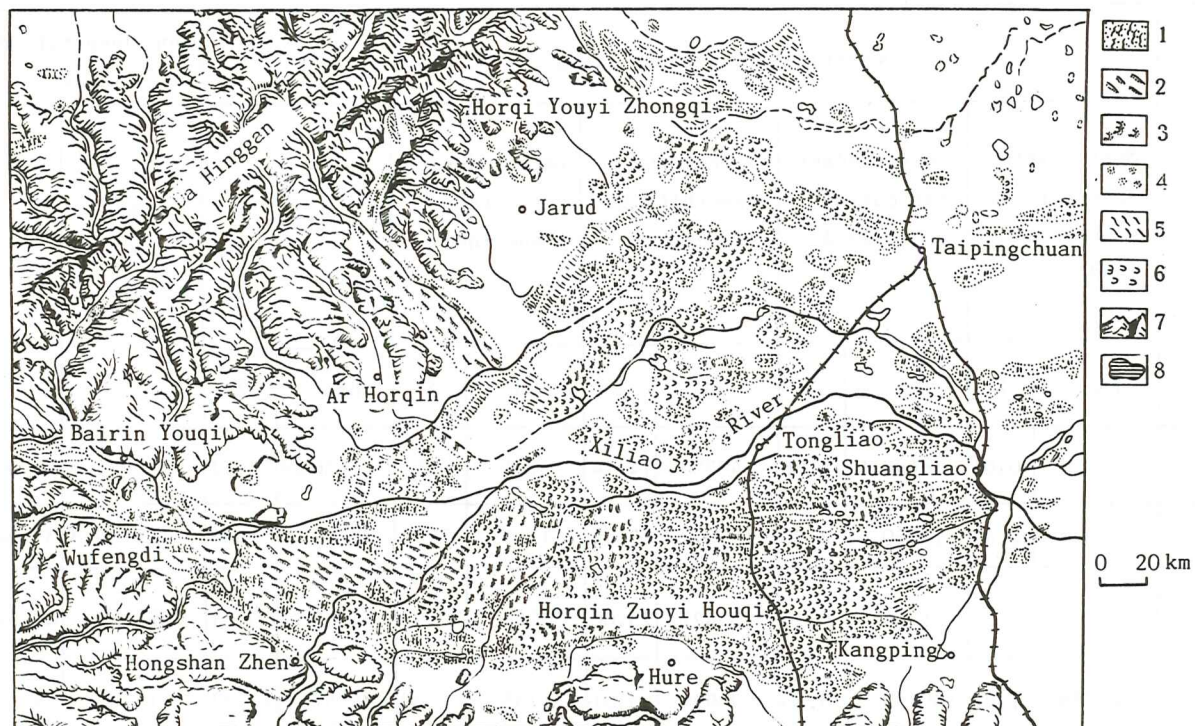 1
2
3
Horqi Youyi Zhongqi
4
a Hinggan
5
Jarud
Taipingchuan
6
7
8
Ar Horqin
River
Bairin Youqi
Tongliao
Xiliao
Shuangliao
Wufengdi
0 20 km
Horqin Zuoyi Houqi
Kangping
Hongshan Zhen
Hure